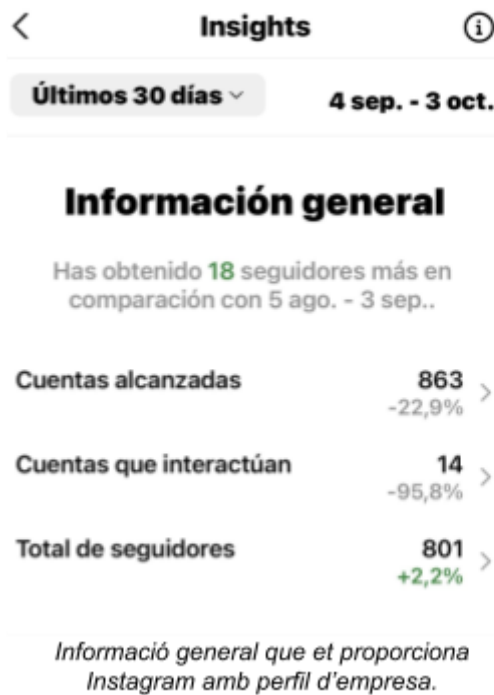 Insights
Últimos 30 días
4 sep. - 3 oct.
Información general
Has obtenido 18 seguidores más en
comparación con 5 ago. - 3 sep..
Cuentas alcanzadas
863
-22,9%
Cuentas que interactúan
14
-95,8%
Total de seguidores
801
+2,2%
Informació general que et proporciona
Instagram amb perfil d'empresa.